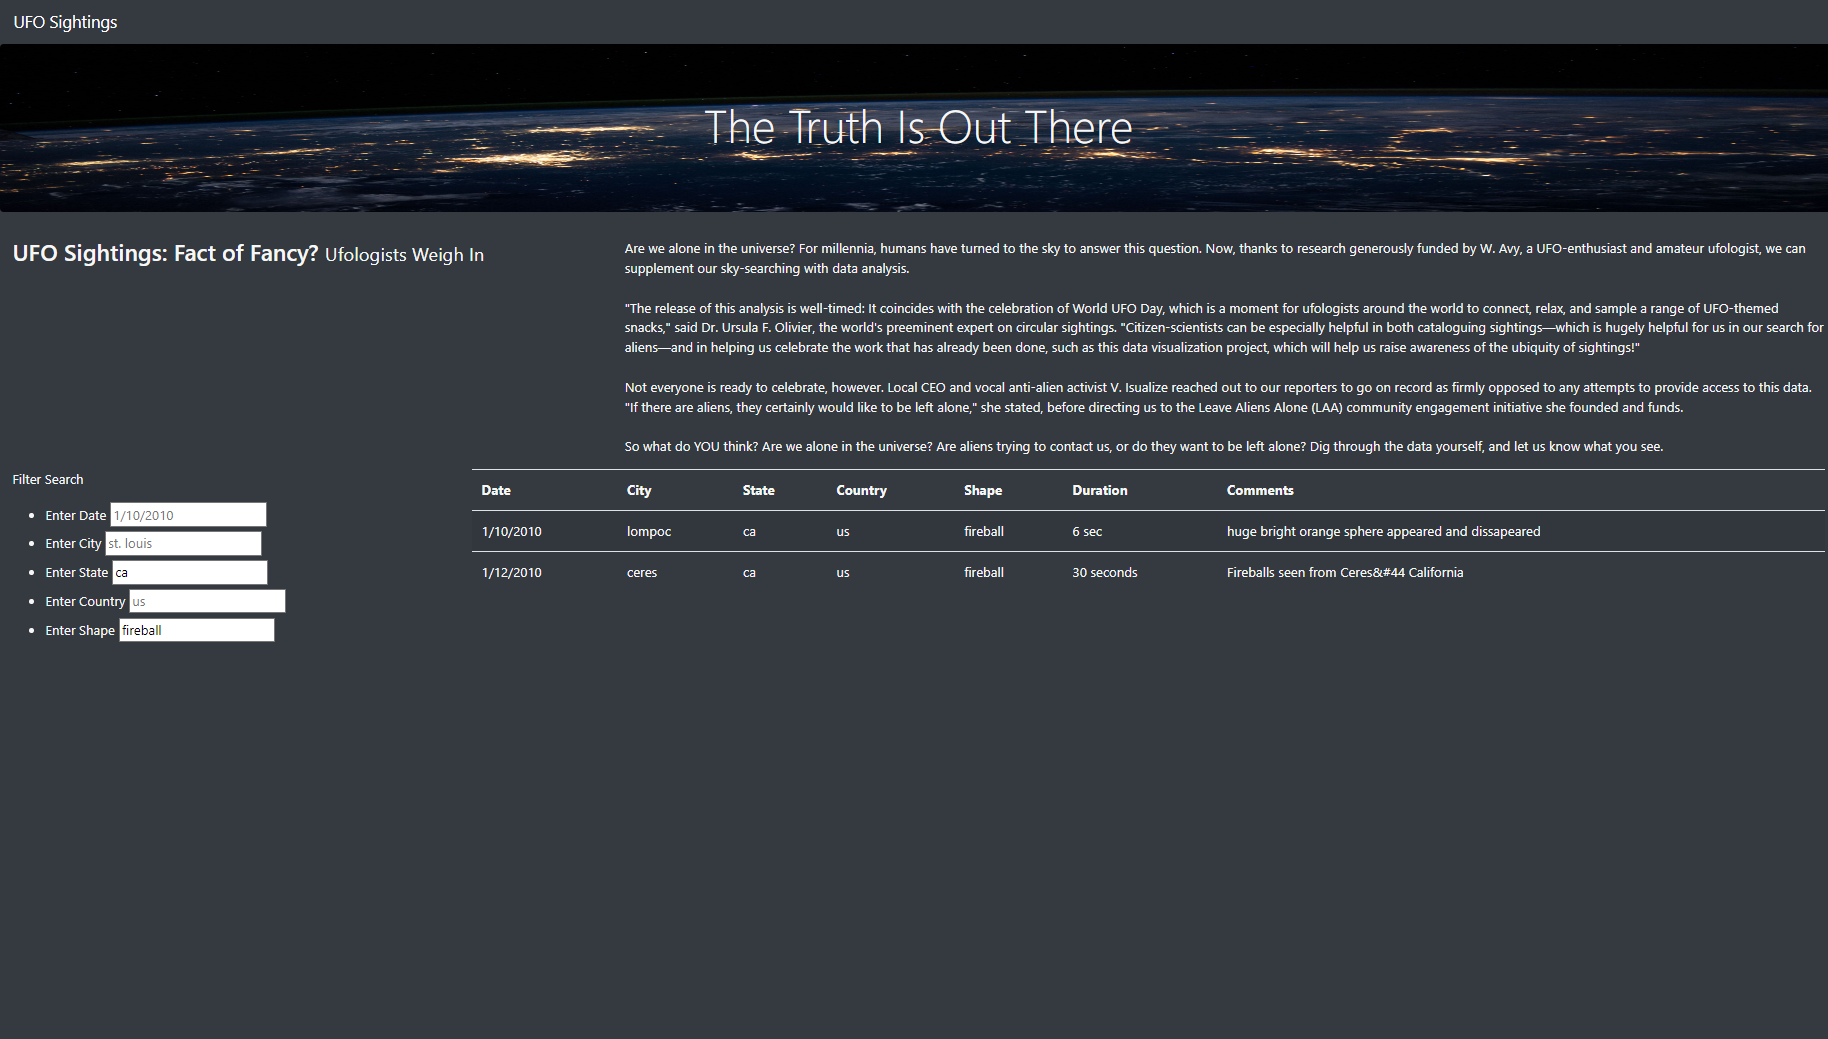 UFO Sightings
The Truth Is Out There
UFO Sightings: Fact of Fancy? Ufologists Weigh In
Are we alone in the universe? For millennia, humans have turned to the sky to answer this question. Now, thanks to research generously funded by W. Avy, a UFO-enthusiast and amateur ufologist, we can
supplement our sky-searching with data analysis.
"The release of this analysis is well-timed: It coincides with the celebration of World UFO Day, which is a moment for ufologists around the world to connect, relax, and sample a range of UFO-themed
snacks," said Dr. Ursula F. Olivier, the world's preeminent expert on circular sightings. "Citizen-scientists can be especially helpful in both cataloguing sightings—which is hugely helpful for us in our search for
aliens—and in helping us celebrate the work that has already been done, such as this data visualization project, which will help us raise awareness of the ubiquity of sightings!"
Not everyone is ready to celebrate, however. Local CEO and vocal anti-alien activist V. Isualize reached out to our reporters to go on record as firmly opposed to any attempts to provide access to this data.
"If there are aliens, they certainly would like to be left alone," she stated, before directing us to the Leave Aliens Alone (LAA) community engagement initiative she founded and funds.
So what do YOU think? Are we alone in the universe? Are aliens trying to contact us, or do they want to be left alone? Dig through the data yourself, and let us know what you see.
Filter Search
Enter Date 1/10/2010
Enter City st. louis
Enter State ca
Enter Country us
Enter Shape fireball
Date City State Country Shape Duration Comments
1/10/2010 lompoc ca us fireball 6 sec huge bright orange sphere appeared and dissapeared
1/12/2010 ceres ca us fireball 30 seconds Fireballs seen from Ceres&#44 California